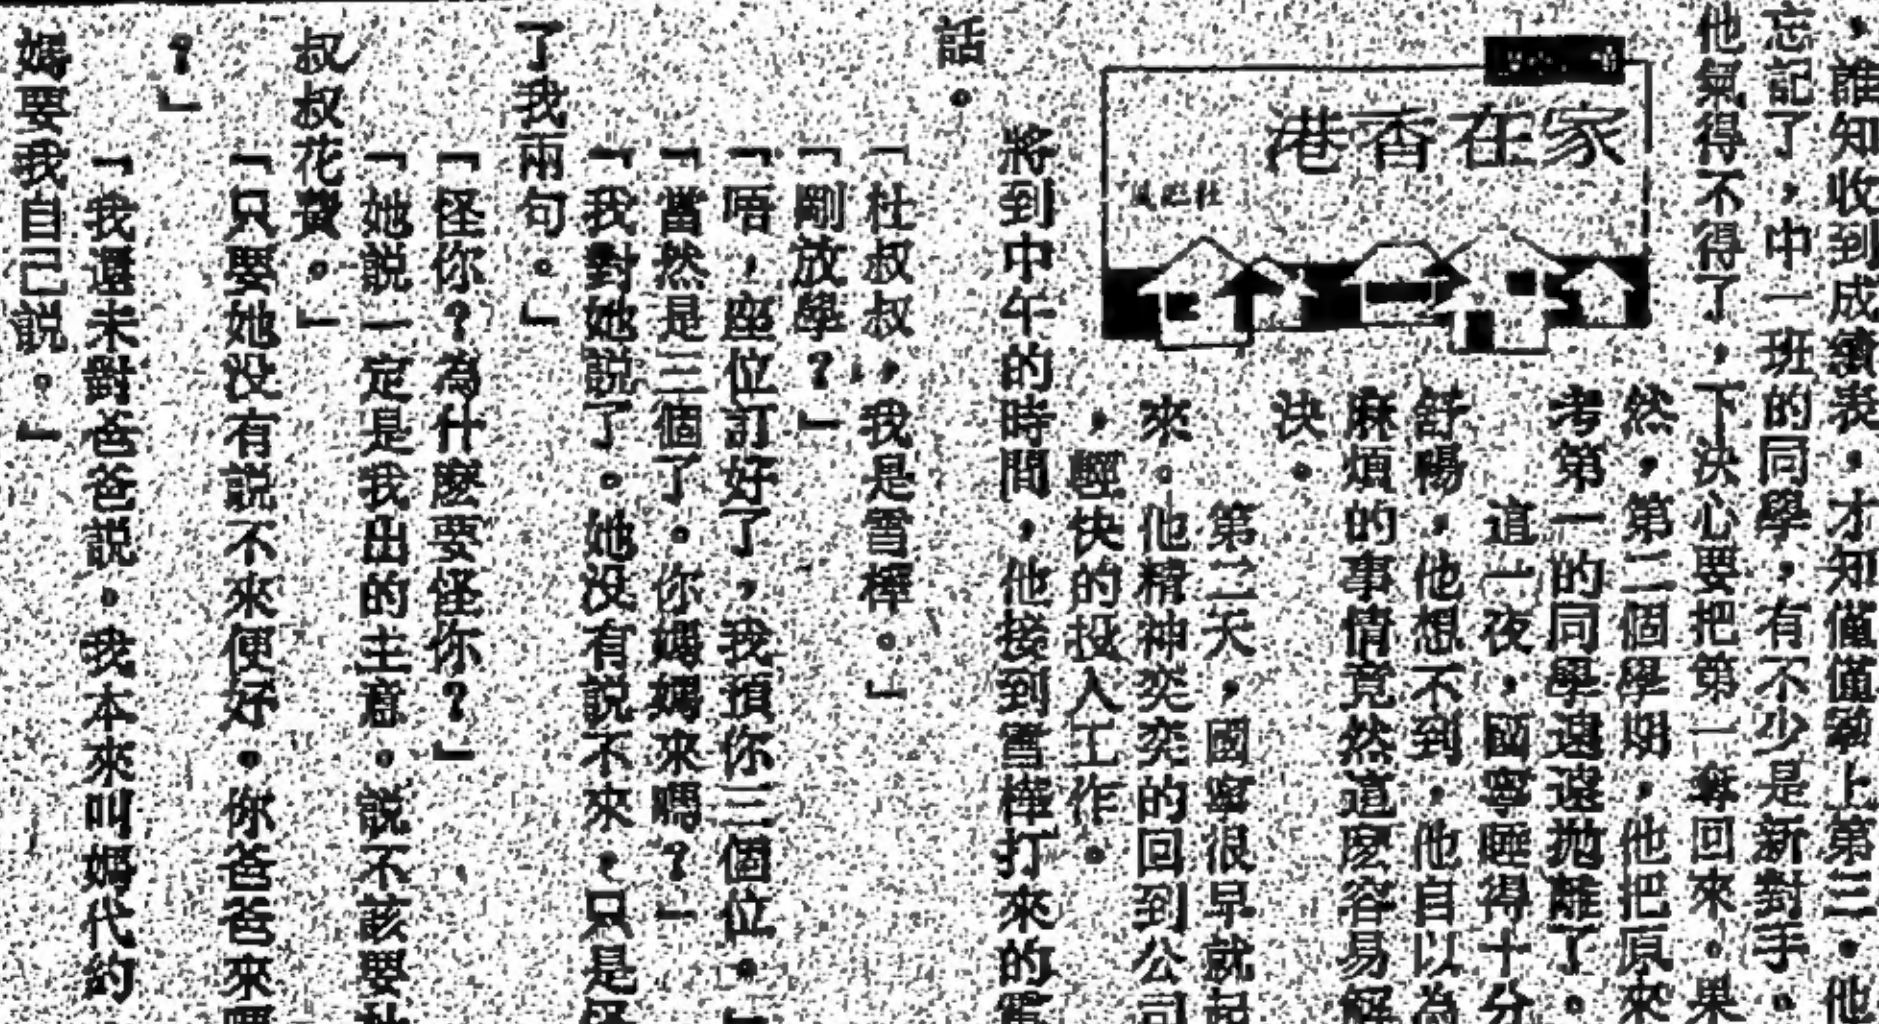 ，誰知收到成績表，才知僅僅考上第三。他
忘記了，中一班的同學，有不少是新對手。
他氣得不得了，下決心要把第一奪回來。果
然，第二個學期，他把原來
考第一的同學遠遠拋離了。
這一夜，國寧睡得十分
舒暢，他想不到，他自以為
麻煩的事情竟然這麼容易解
決。
第二天，國寧很早就起
來。他精神奕奕的回到公司
，輕快的投入工作。
家在香港
將到中午的時間，他接到雪樺打來的電
話。
「杜叔叔，我是雪樺。」
「剛放學？」
「唔，座位訂好了，我預你三個位。」
「當然是三個了。你媽媽來嗎？」
「我對她説了。她没有説不來，只是怪
了我兩句。」
「怪你？為什麼要怪你？」
「她説一定是我出的主意。説不該要杜
叔叔花費。」
「只要她没有説不來便好。你爸爸來嗎
？」
「我還未對爸爸説。我本來叫媽代約
媽要我自己説。」